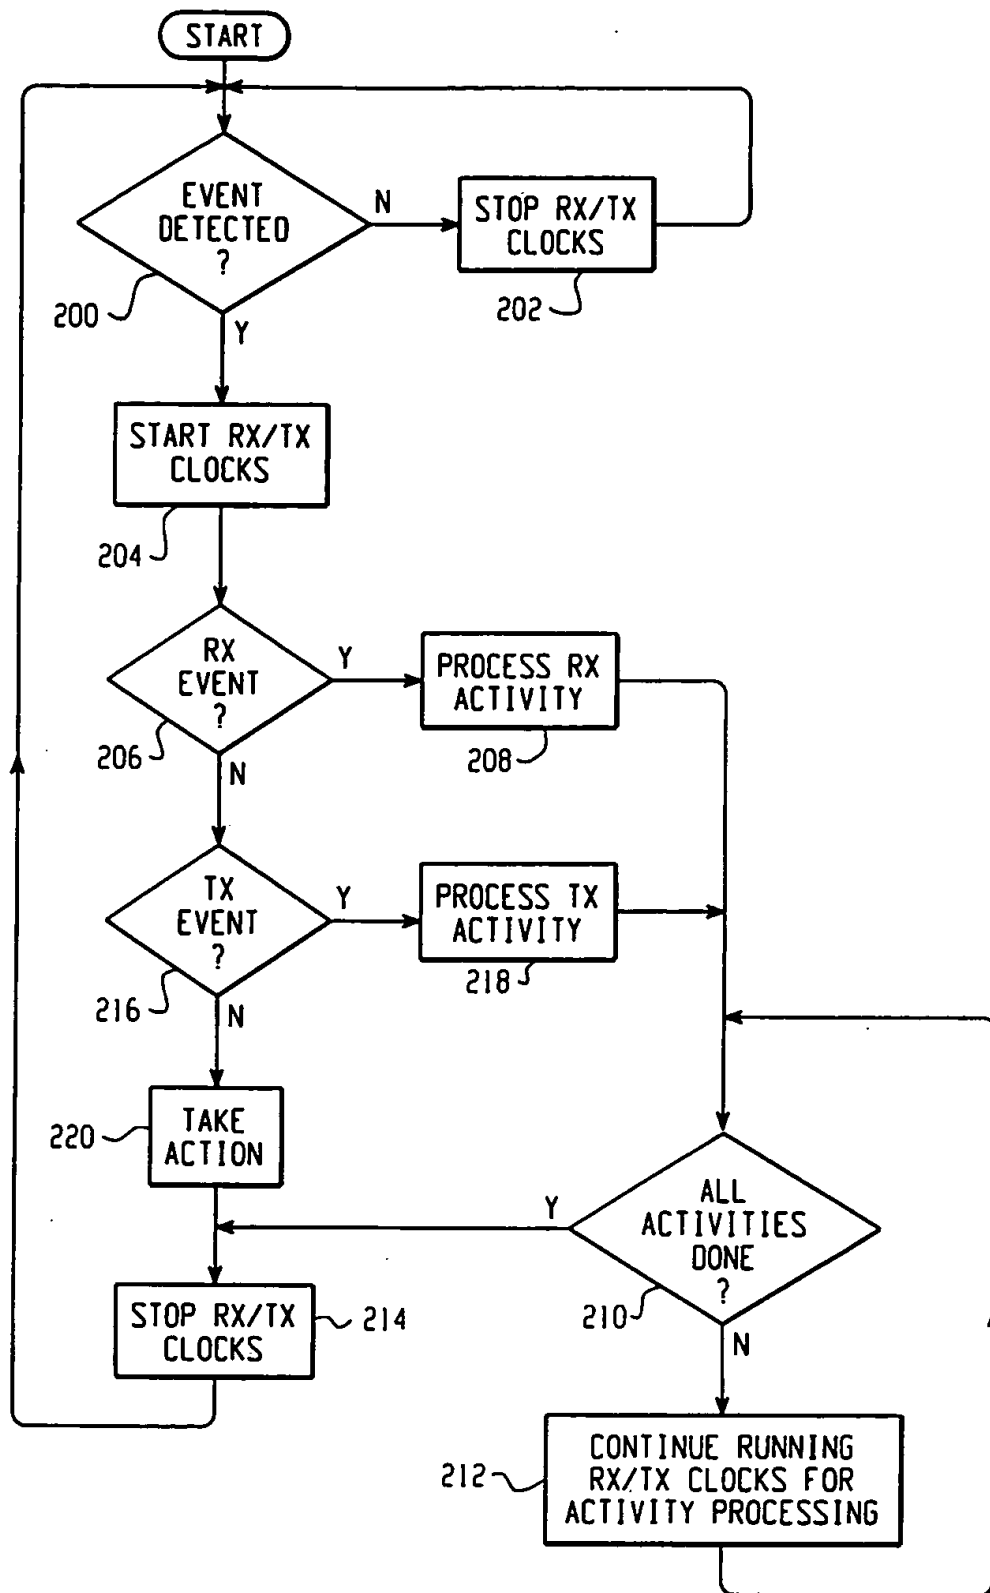 START
EVENT
DETECTED
?
N
STOP RX/TX
CLOCKS
200
202
Y
START RX/TX
CLOCKS
204
RX
EVENT
?
Y
PROCESS RX
ACTIVITY
206
208
N
TX
EVENT
?
Y
PROCESS TX
ACTIVITY
216
218
N
220
TAKE
ACTION
Y
ALL
ACTIVITIES
DONE
?
210
STOP RX/TX
CLOCKS
214
N
212
CONTINUE RUNNING
RX/TX CLOCKS FOR
ACTIVITY PROCESSING